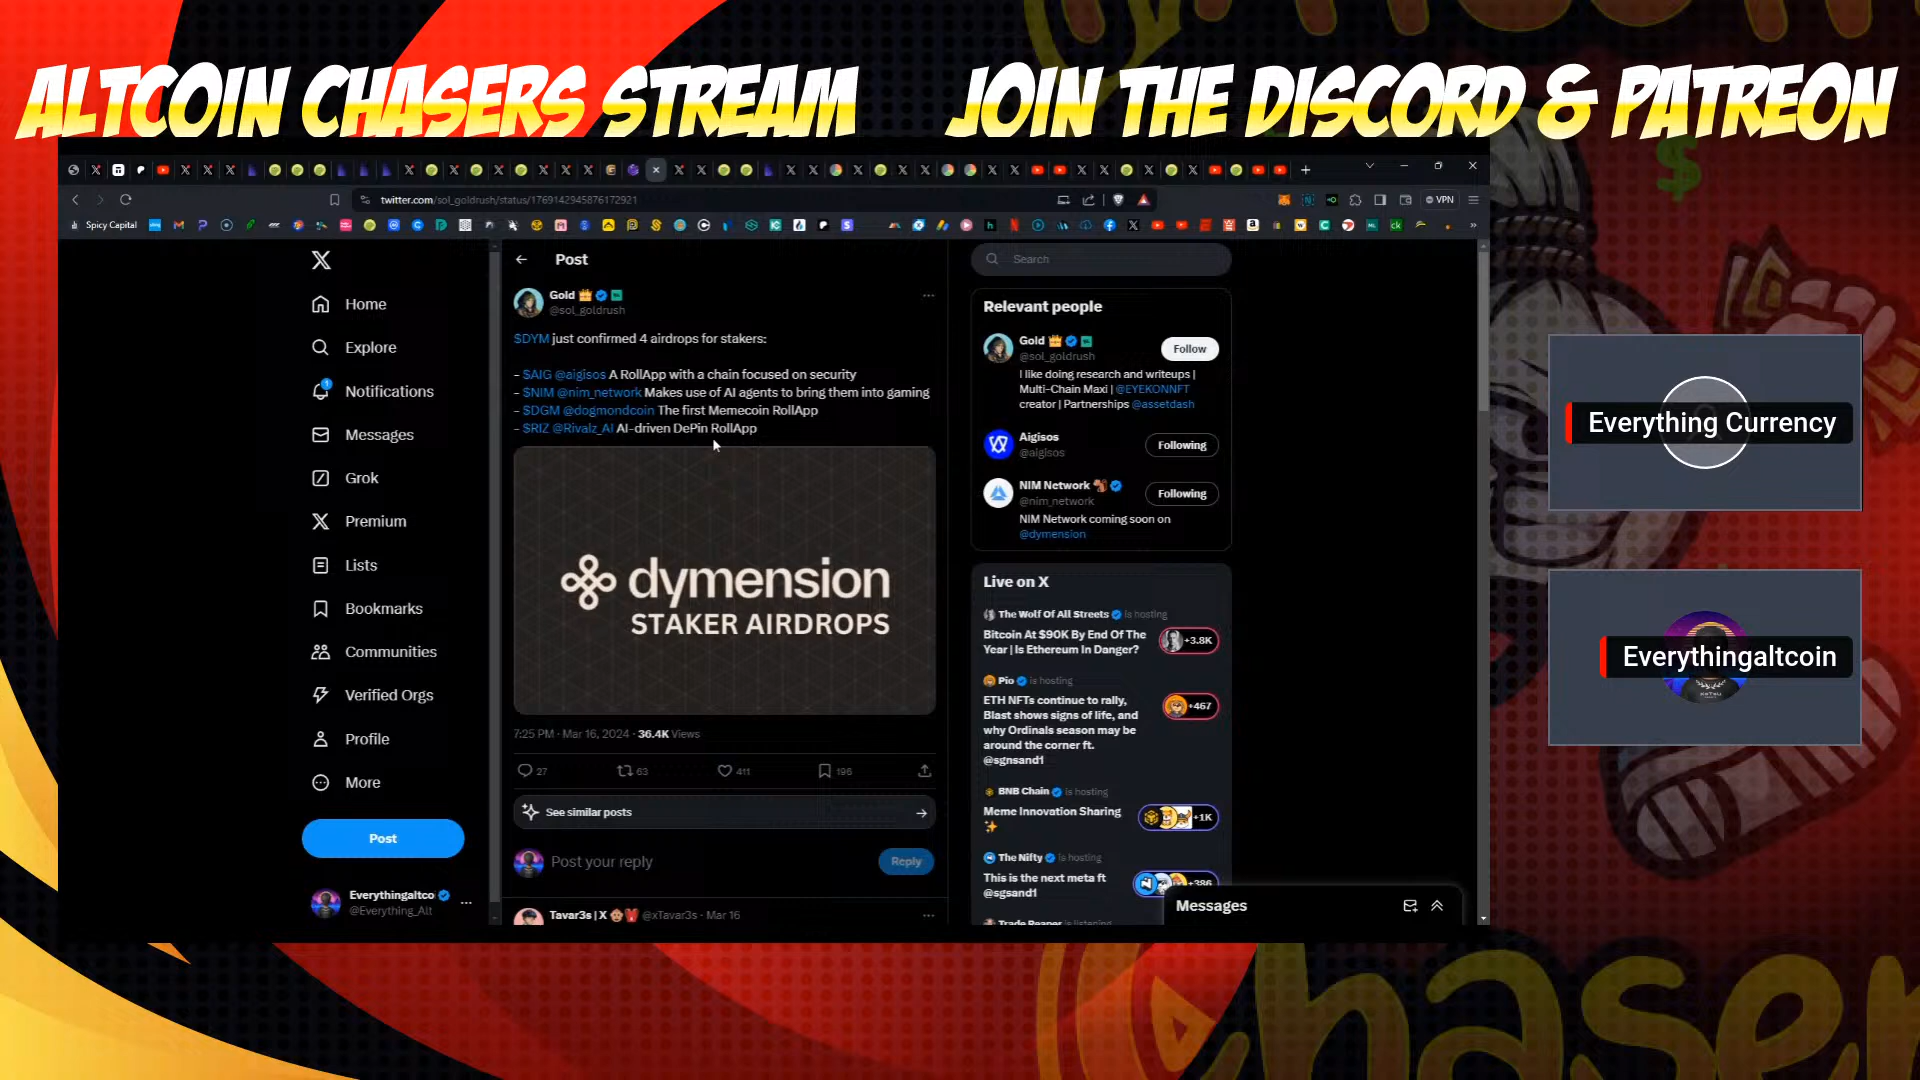 ALTCOIN CHASERS STREAM
JOIN THE DISCORD & PATREON
twitter.com/sol_goldrush/status/1769142945876172921
VPN
Spicy Capital
Home
Explore
Notifications
Messages
Grok
Premium
Lists
Bookmarks
Communities
Verified Orgs
Profile
More
Post
Everythingaltco
@Everything_Alt
Post
Gold
@sol_goldrush
$DYM just confirmed 4 airdrops for stakers:
- $AIG @aigisos A RollApp with a chain focused on security
- $NIM @nim_network Makes use of AI agents to bring them into gaming
- $DGM @dogmondcoin The first Memecoin RollApp
- $RIZ @Rivalz_AI AI-driven DePin RollApp
dymension
STAKER AIRDROPS
7:25 PM · Mar 16, 2024 · 36.4K Views
27
63
411
196
See similar posts
Post your reply
Reply
Tavar3s | X @xTavar3s · Mar 16
Search
Relevant people
Gold
@sol_goldrush
Follow
I like doing research and writeups |
Multi-Chain Maxi | @EYEKONNFT
creator | Partnerships @assetdash
Aigisos
@aigisos
Following
NIM Network
@nim_network
Following
NIM Network coming soon on
@dymension
Live on X
The Wolf Of All Streets is hosting
Bitcoin At $90K By End Of The
Year | Is Ethereum In Danger?
+3.8K
Pio is hosting
ETH NFTs continue to rally,
Blast shows signs of life, and
why Ordinals season may be
around the corner ft.
@sgnsand1
+467
BNB Chain is hosting
Meme Innovation Sharing
+1K
The Nifty is hosting
This is the next meta ft
@sgsand1
+386
Trade Reaper is listening
Messages
Everything Currency
Everythingaltcoin